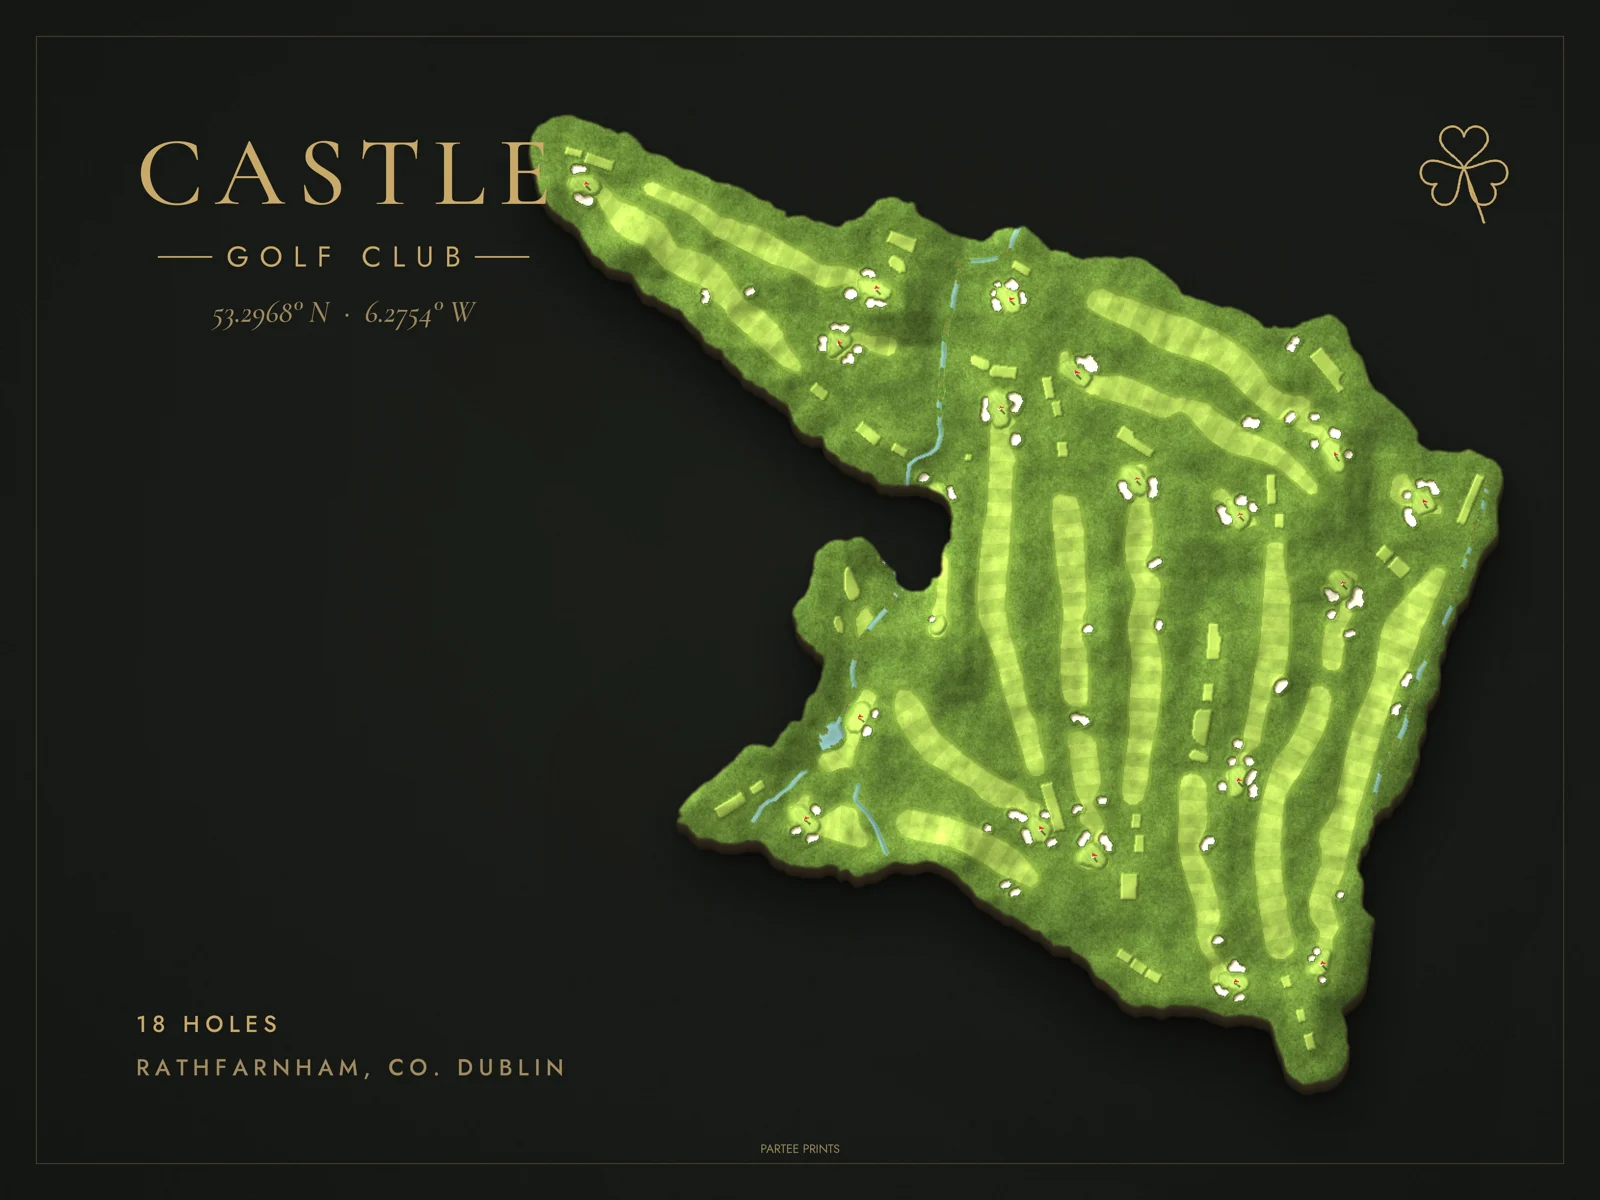 CASTLE
GOLF CLUB
53.2968° N · 6.2754° W
18 HOLES
RATHFARNHAM, CO. DUBLIN
PARTEE PRINTS